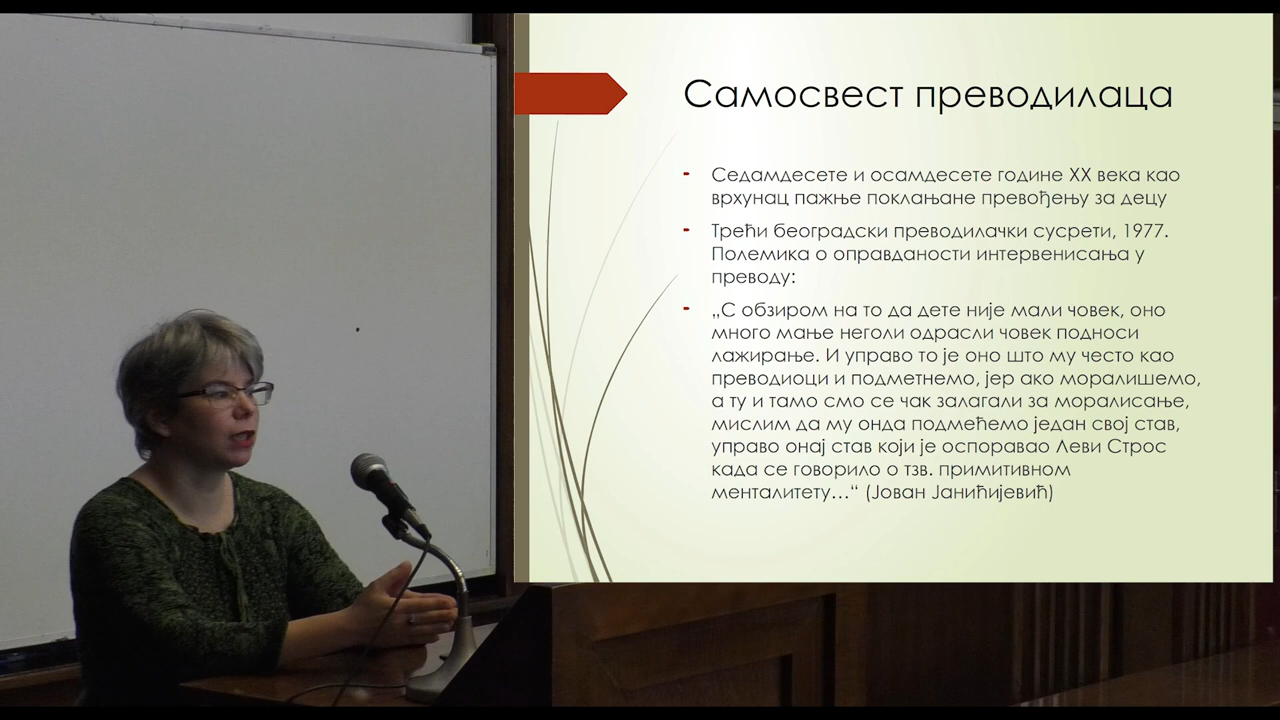 Самосвест преводилаца
- Седамдесете и осамдесете године XX века као
врхунац пажње поклањане превођењу за децу
- Трећи београдски преводилачки сусрети, 1977.
Полемика о оправданости интервенисања у
преводу:
- „С обзиром на то да дете није мали човек, оно
много мање неголи одрасли човек подноси
лажирање. И управо то је оно што му често као
преводиоци и подметнемо, јер ако моралишемо,
а ту и тамо смо се чак залагали за моралисање,
мислим да му онда подмећемо један свој став,
управо онај став који је оспоравао Леви Строс
када се говорило о тзв. примитивном
менталитету...“ (Јован Јанићијевић)